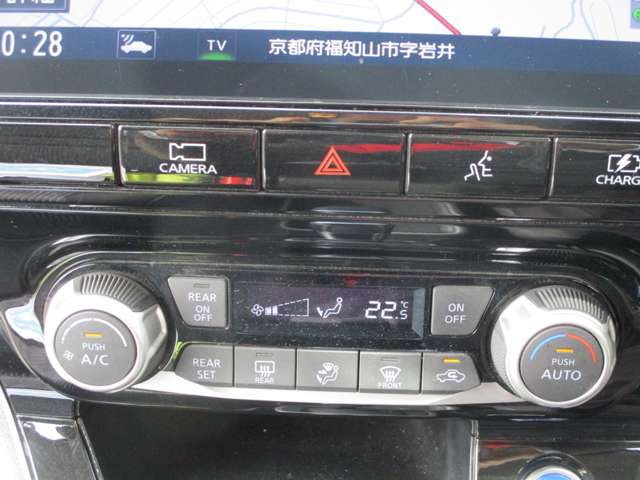 0:28
TV
京都府福知山市字岩井
CAMERA
CHARG
REAR
ON
OFF
22.5
℃
ON
OFF
PUSH
A/C
REAR
SET
REAR
FRONT
PUSH
AUTO